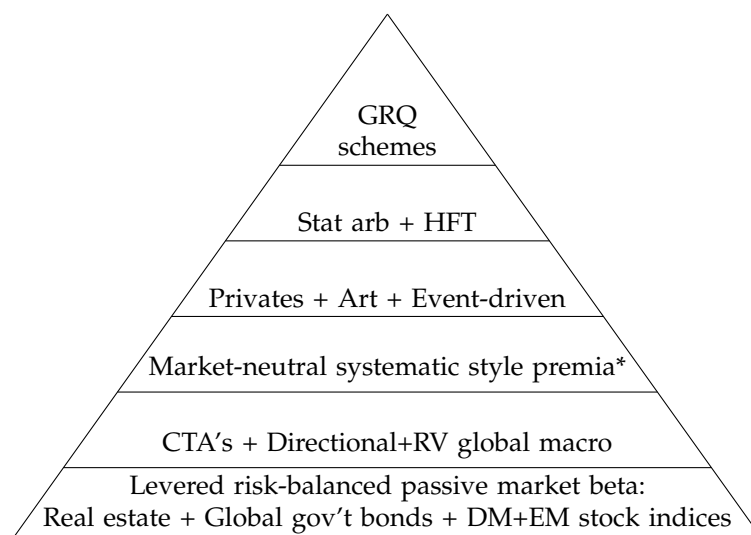 GRQ
schemes
Stat arb + HFT
Privates + Art + Event-driven
Market-neutral systematic style premia*
CTA's + Directional+RV global macro
Levered risk-balanced passive market beta:
Real estate + Global gov't bonds + DM+EM stock indices